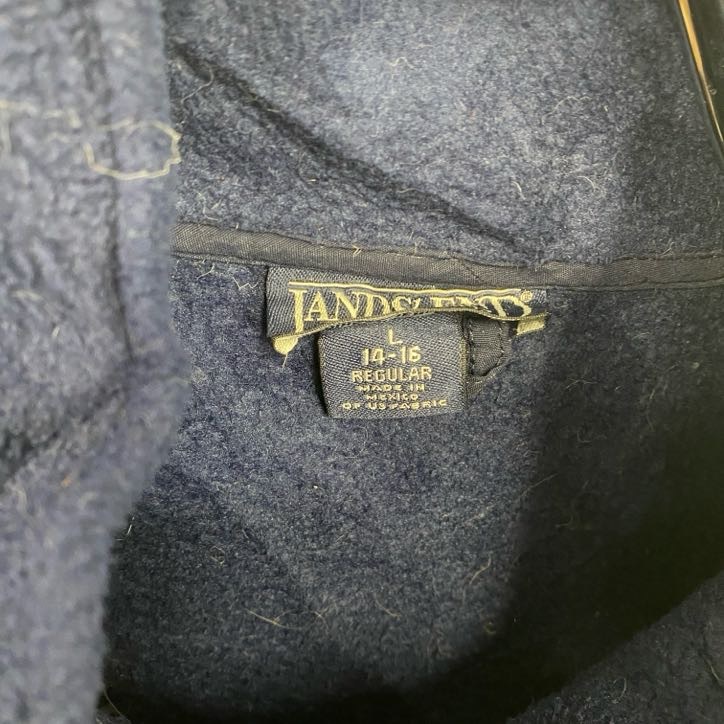 LANDS' END®
L
14-16
REGULAR
MADE IN
MEXICO
OF US FABRIC